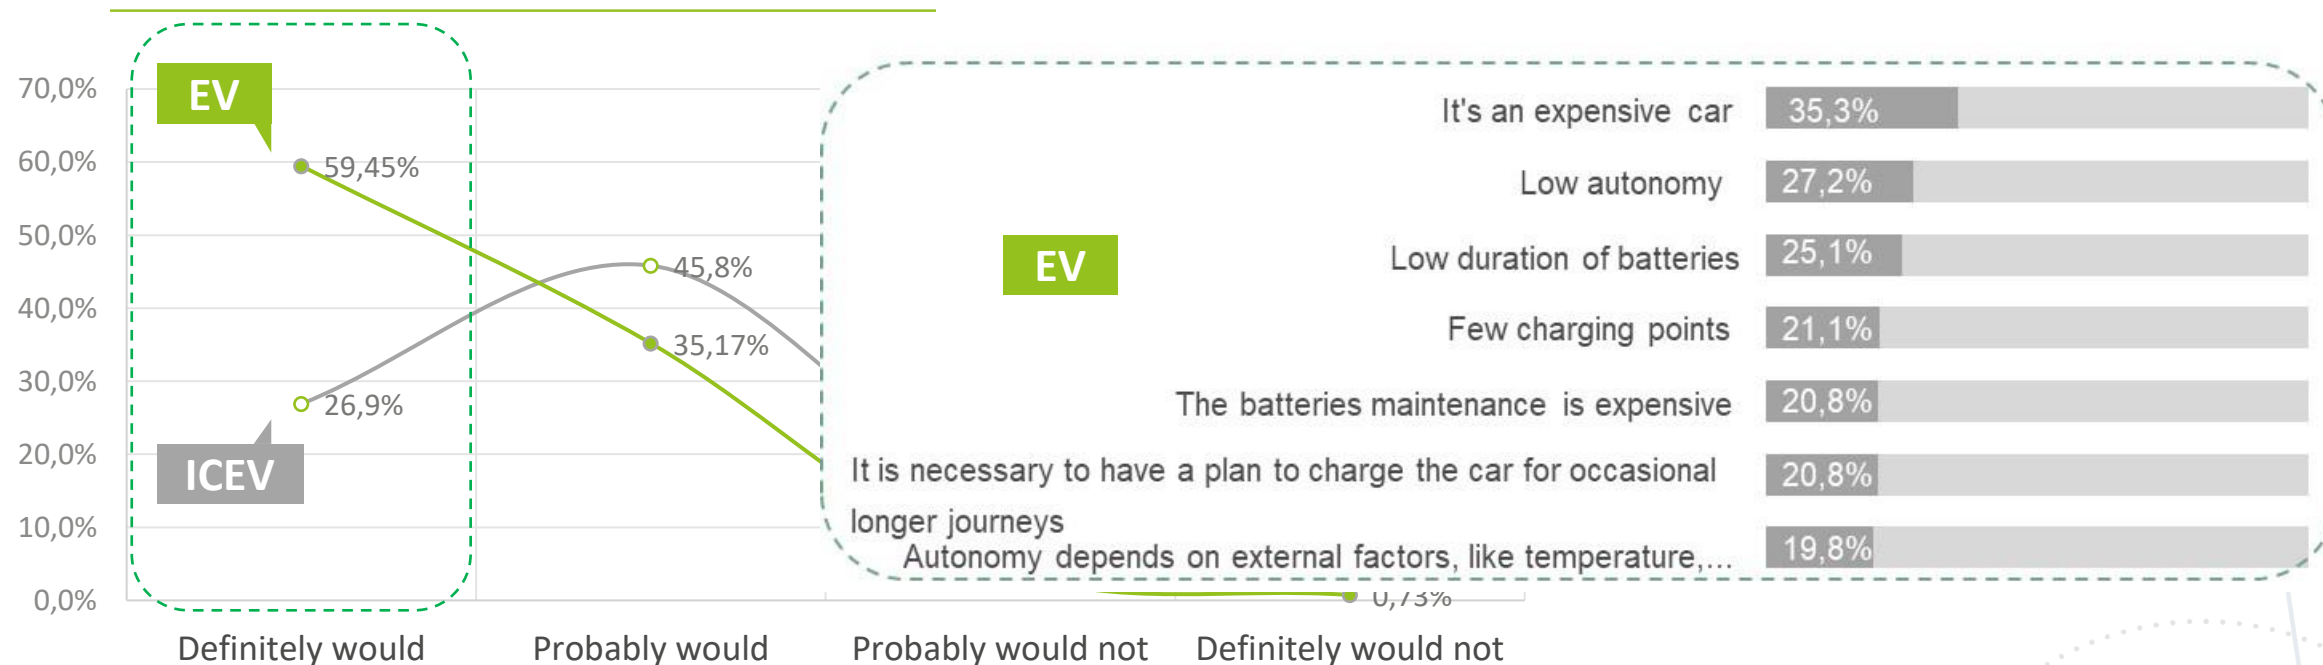 EV
70,0%
60,0%
50,0%
40,0%
30,0%
20,0%
10,0%
0,0%
59,45%
45,8%
35,17%
26,9%
ICEV
0,73%
Definitely would
Probably would
Probably would not
Definitely would not
EV
It's an expensive car 35,3%
Low autonomy 27,2%
Low duration of batteries 25,1%
Few charging points 21,1%
The batteries maintenance is expensive 20,8%
It is necessary to have a plan to charge the car for occasional
longer journeys 20,8%
Autonomy depends on external factors, like temperature,... 19,8%